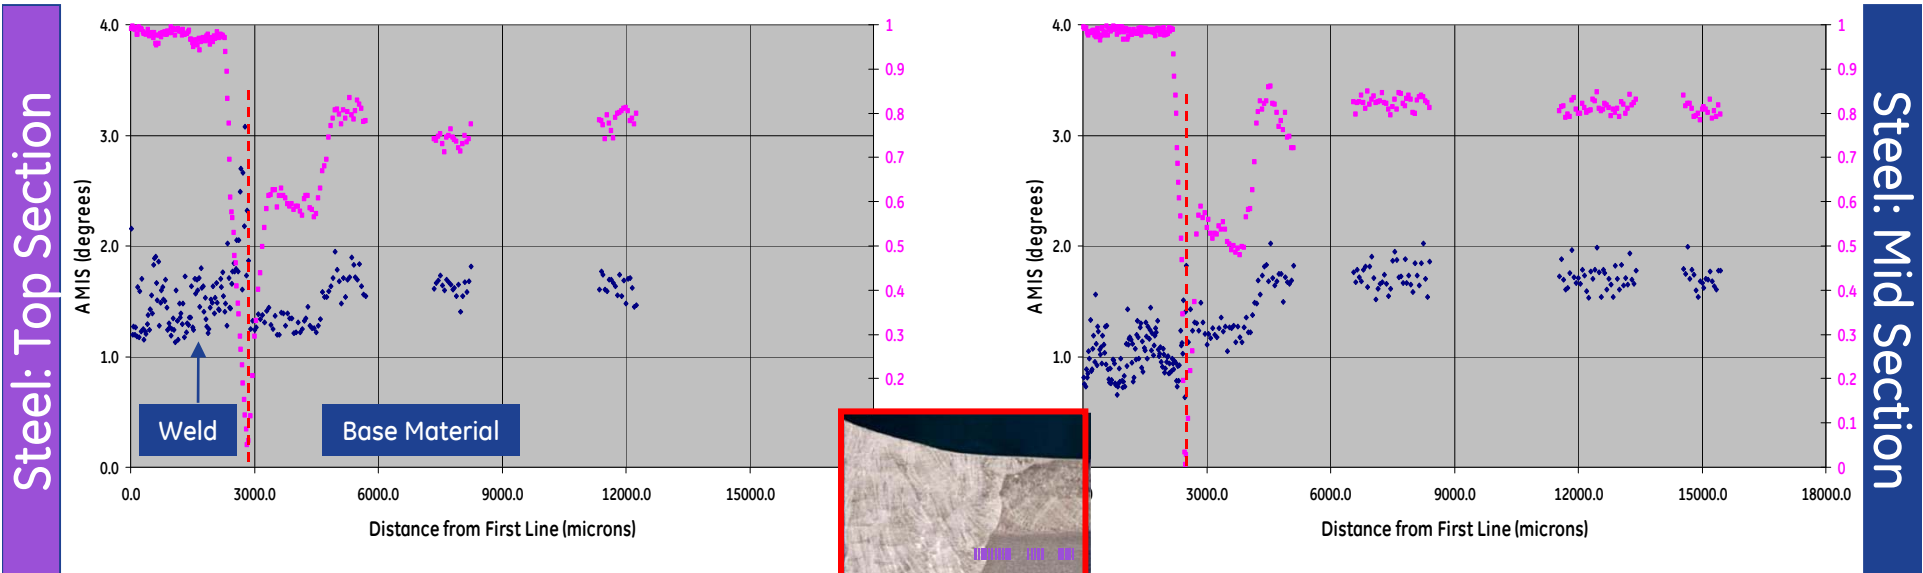 Steel: Top Section
4.0
3.0
2.0
1.0
0.0
AMIS (degrees)
1
0.9
0.8
0.7
0.6
0.5
0.4
0.3
0.2
Weld
Base Material
0.0 3000.0 6000.0 9000.0 12000.0 15000.0
Distance from First Line (microns)
4.0
3.0
2.0
1.0
AMIS (degrees)
1
0.9
0.8
0.7
0.6
0.5
0.4
0.3
0.2
0.1
0
3000.0 6000.0 9000.0 12000.0 15000.0 18000.0
Distance from First Line (microns)
Steel: Mid Section